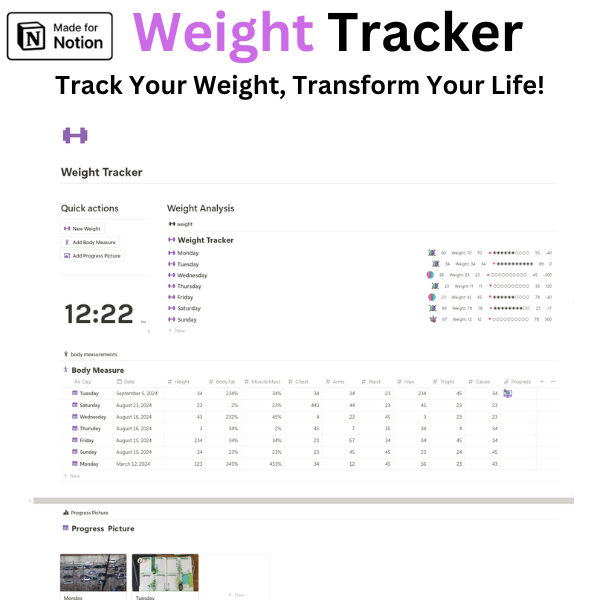 Made for
Notion
Weight Tracker
Track Your Weight, Transform Your Life!
Weight Tracker
Quick actions
New Weight
Add Body Measure
Add Progress Picture
12:22
Weight Analysis
weight
Weight Tracker
Monday
Tuesday
Wednesday
Thursday
Friday
Saturday
Sunday
+ New
body measurements
Body Measure
Aa Day Date # Height # Body fat # Muscle Mass # Chest # Arms # Waist # Hips # Thighs # Calves Progress + ...
Tuesday September 5, 2024 34 234% 34% 34 34 23 234 45 34
Saturday August 23, 2024 23 2% 23% 443 44 23 45 23 23
Wednesday August 16, 2024 43 232% 45% 4 23 45 3 23 23
Thursday August 16, 2024 3 34% 2% 45 7 35 34 4 34
Friday August 15, 2024 234 34% 34% 23 67 34 34 45 34
Sunday August 15, 2024 34 23% 23% 23 45 45 23 24 45
Monday March 12, 2024 123 345% 453% 34 12 45 56 23 43
+ New
Progress Picture
Progress Picture
Monday
Tuesday
+ New